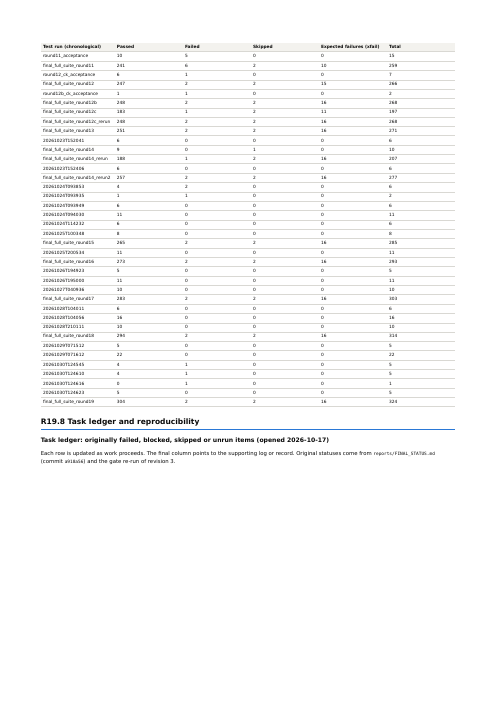 Test run (chronological) Passed Failed Skipped Expected failures (xfail) Total
round11_acceptance 10 5 0 0 15
final_full_suite_round11 241 6 2 10 259
round12_ck_acceptance 6 1 0 0 7
final_full_suite_round12 247 2 2 15 266
round12b_ck_acceptance 1 1 0 0 2
final_full_suite_round12b 248 2 2 16 268
final_full_suite_round12c 183 1 2 11 197
final_full_suite_round12c_rerun 248 2 2 16 268
final_full_suite_round13 251 2 2 16 271
20261023T152041 6 0 0 0 6
final_full_suite_round14 9 0 1 0 10
final_full_suite_round14_rerun 188 1 2 16 207
20261023T152406 6 0 0 0 6
final_full_suite_round14_rerun2 257 2 2 16 277
20261024T093853 4 2 0 0 6
20261024T093935 1 1 0 0 2
20261024T093949 6 0 0 0 6
20261024T094030 11 0 0 0 11
20261024T114232 6 0 0 0 6
20261025T100348 8 0 0 0 8
final_full_suite_round15 265 2 2 16 285
20261025T200534 11 0 0 0 11
final_full_suite_round16 273 2 2 16 293
20261026T194923 5 0 0 0 5
20261026T195000 11 0 0 0 11
20261027T040936 10 0 0 0 10
final_full_suite_round17 283 2 2 16 303
20261028T104011 6 0 0 0 6
20261028T104056 16 0 0 0 16
20261028T210111 10 0 0 0 10
final_full_suite_round18 294 2 2 16 314
20261029T071512 5 0 0 0 5
20261029T071612 22 0 0 0 22
20261030T124545 4 1 0 0 5
20261030T124610 4 1 0 0 5
20261030T124616 0 1 0 0 1
20261030T124623 5 0 0 0 5
final_full_suite_round19 304 2 2 16 324
R19.8 Task ledger and reproducibility
Task ledger: originally failed, blocked, skipped or unrun items (opened 2026-10-17)
Each row is updated as work proceeds. The final column points to the supporting log or record. Original statuses come from reports/FINAL_STATUS.md
(commit a918a56) and the gate re-run of revision 3.